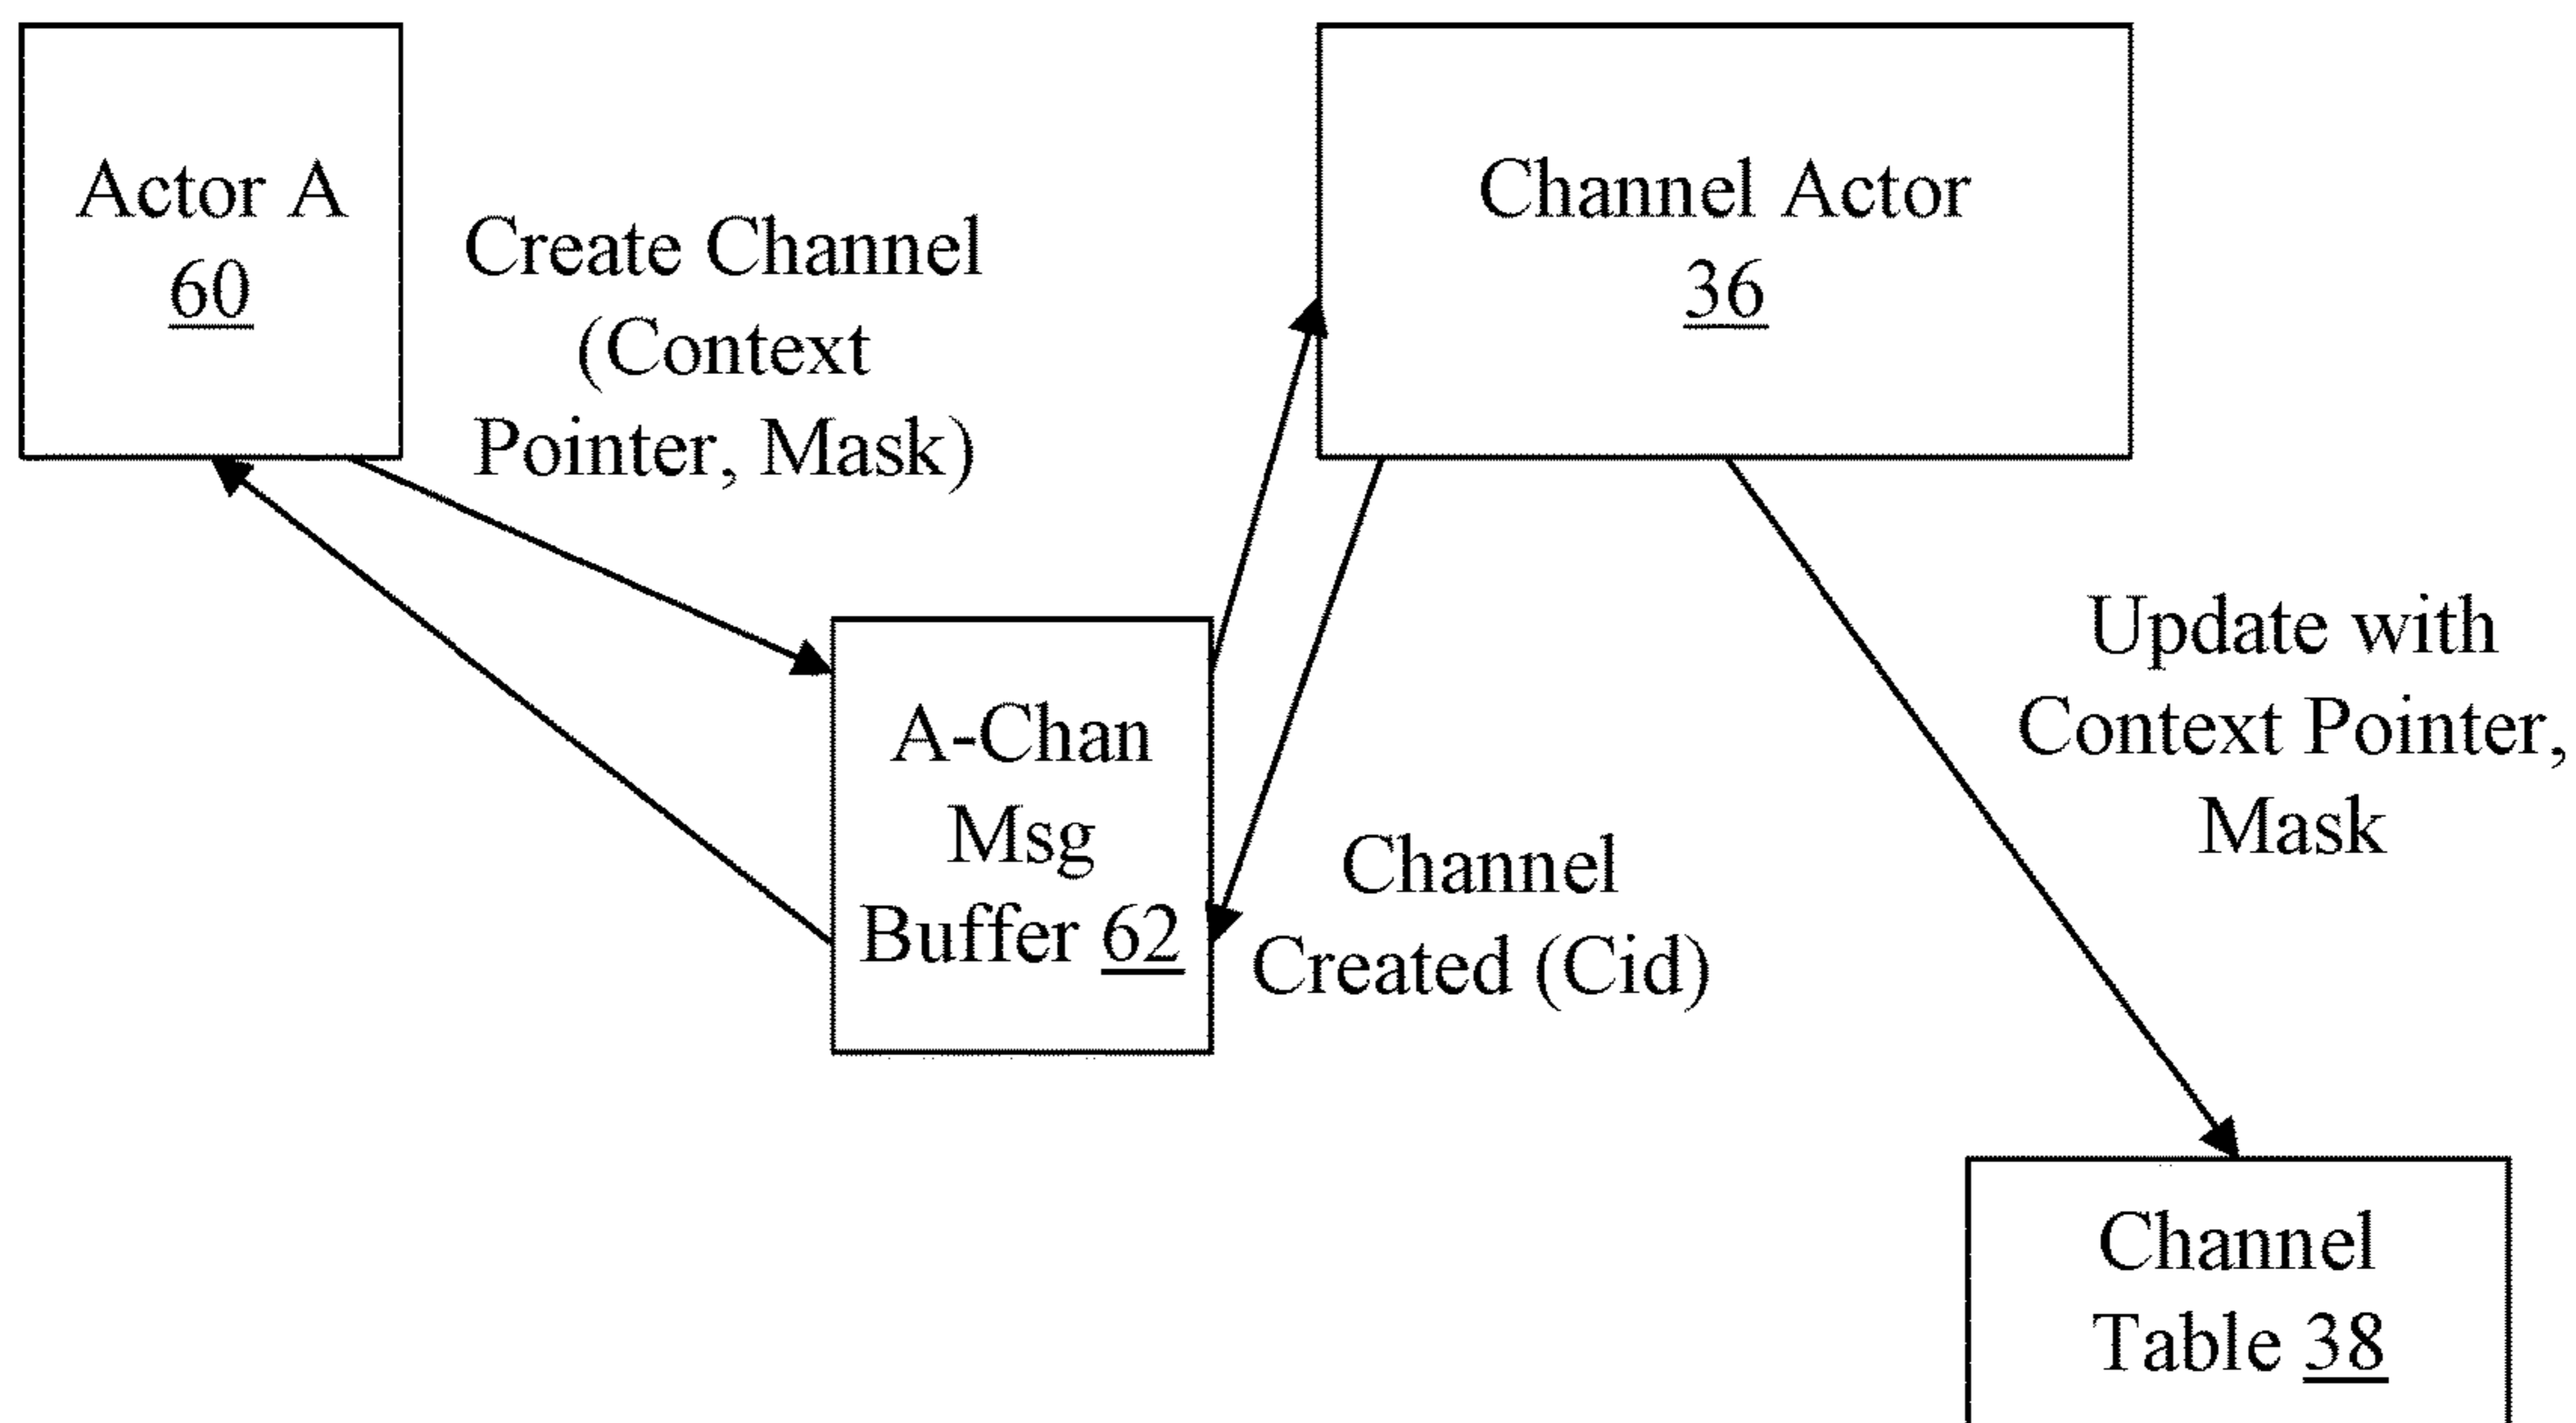 Actor A
60
Create Channel
(Context
Pointer, Mask)
Channel Actor
36
A-Chan
Msg
Buffer 62
Channel
Created (Cid)
Update with
Context Pointer,
Mask
Channel
Table 38